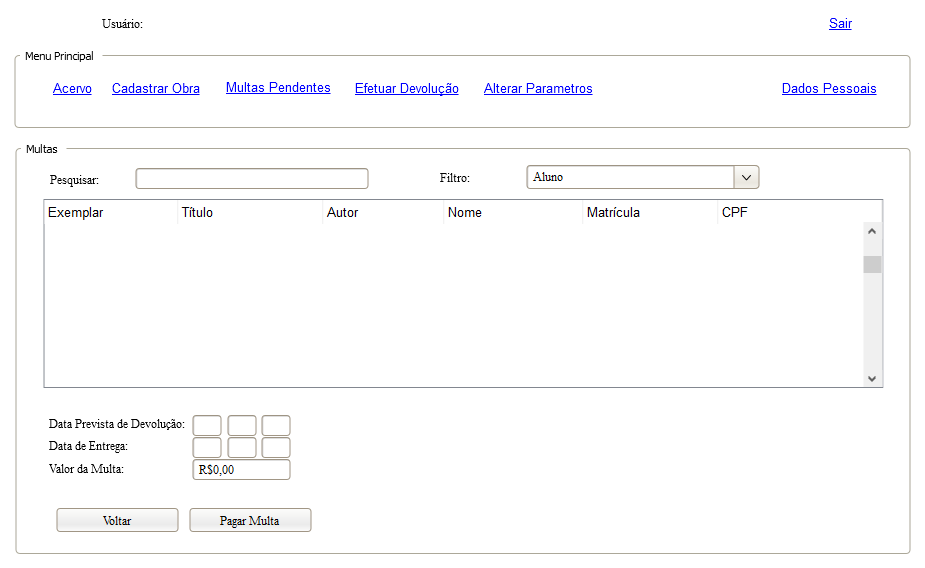 Usuário: Sair
Menu Principal
Acervo Cadastrar Obra Multas Pendentes Efetuar Devolução Alterar Parametros Dados Pessoais
Multas
Pesquisar: Filtro: Aluno
Exemplar Título Autor Nome Matrícula CPF
Data Prevista de Devolução:
Data de Entrega:
Valor da Multa: R$0,00
Voltar Pagar Multa